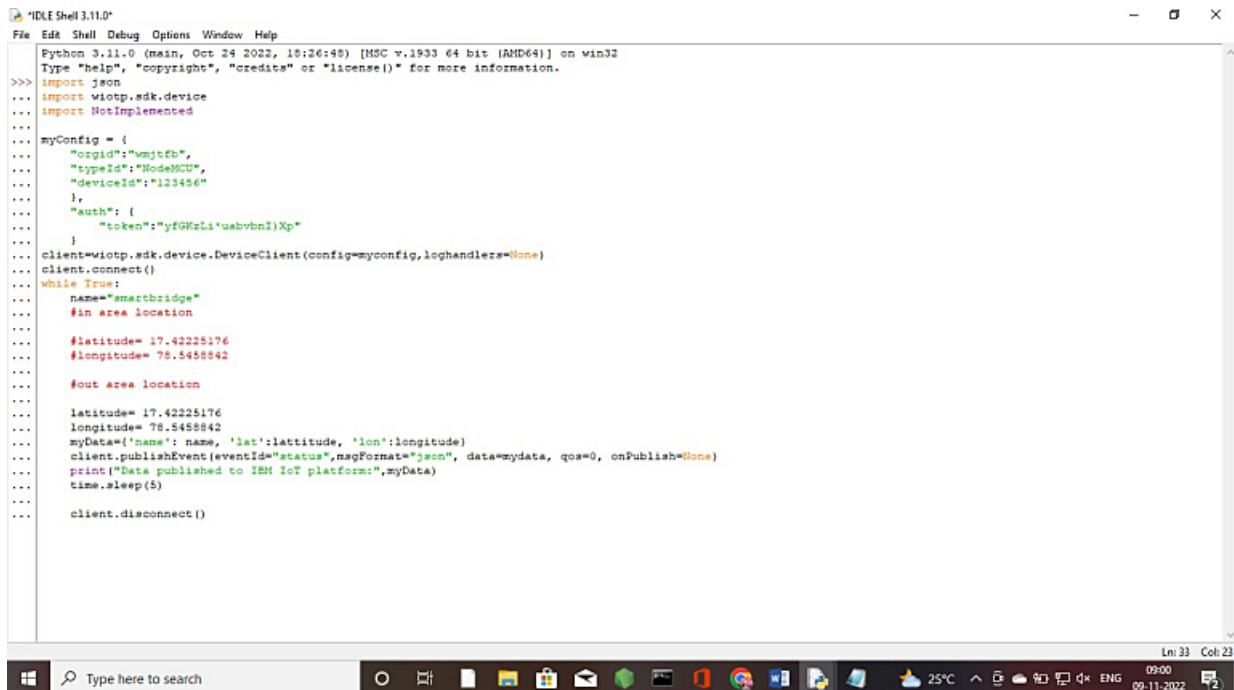 *IDLE Shell 3.11.0*
File Edit Shell Debug Options Window Help
Python 3.11.0 (main, Oct 24 2022, 18:26:48) [MSC v.1933 64 bit (AMD64)] on win32
Type "help", "copyright", "credits" or "license()" for more information.
>>> import json
... import wiotp.sdk.device
... import NotImplemented
...
... myConfig = {
...     "orgid":"wmjtfb",
...     "typeId":"NodeMCU",
...     "deviceId":"123456"
...     },
...     "auth": {
...         "token":"yfGKzLi*uabvbnI)Xp"
...     }
... client=wiotp.sdk.device.DeviceClient(config=myconfig,loghandlers=None)
... client.connect()
... while True:
...     name="smartbridge"
...     #in area location
...
...     #latitude= 17.42225176
...     #longitude= 78.5458842
...
...     #out area location
...
...     latitude= 17.42225176
...     longitude= 78.5458842
...     myData={'name': name, 'lat':lattitude, 'lon':longitude}
...     client.publishEvent(eventId="status",msgFormat="json", data=mydata, qos=0, onPublish=None)
...     print("Data published to IBM IoT platform:",myData)
...     time.sleep(5)
...
...     client.disconnect()
Ln: 33 Col: 23
Type here to search
25°C ENG 09:00
09-11-2022